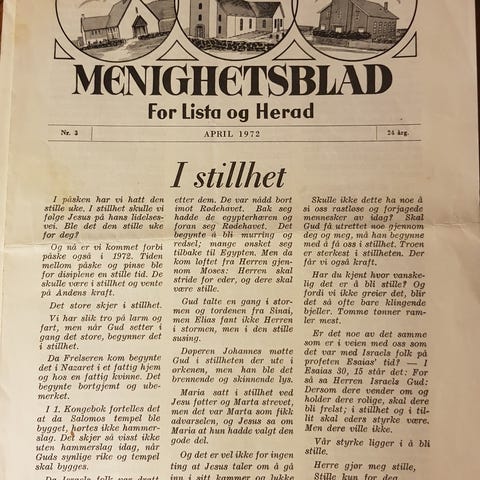 MENIGHETSBLAD
For Lista og Herad
Nr. 3
APRIL 1972
24 årg.
I stillhet
I påsken har vi hatt den
stille uke. I stillhet skulle vi
følge Jesus på hans lidelses-
vei. Ble det den stille uke
for deg?
Og nå er vi kommet forbi
påske også i 1972. Tiden
mellom påske og pinse ble
for disiplene en stille tid. De
skulle være i stillhet og vente
på Andens kraft.
Det store skjer i stillhet.
Vi har slik tro på larm og
fart, men når Gud setter i
gang det store, begynner det
i stillhet.
Da Frelseren kom begynte
det i Nazaret i et fattig hjem
og hos en fattig kvinne. Det
begynte bortgjemt og ube-
merket.
I 1. Kongebok fortelles det
at da Salomos tempel ble
bygget, hørtes ikke hammer-
slag. Det skjer så visst ikke
uten hammerslag idag, når
Guds synlige rike og tempel
skal bygges.
Da Israels folk var dratt
etter dem. De var nådd bort
imot Rødehavet. Bak seg
hadde de egypterhæren og
foran seg Rødehavet. Det
begynte å bli murring og
redsel; mange ønsket seg
tilbake til Egypten. Men da
kom løftet fra Herren gjen-
nom Moses: Herren skal
stride for eder, og dere skal
være stille.
Gud talte en gang i stor-
men og tordenen fra Sinai,
men Elias fant ikke Herren
i stormen, men i den stille
susing.
Døperen Johannes møtte
Gud i stillheten der ute i
ørkenen, men han ble det
brennende og skinnende lys.
Maria satt i stillhet ved
Jesu føtter og Marta strevet,
men det var Marta som fikk
advarselen, og Jesus sa om
Maria at hun hadde valgt den
gode del.
Og det er vel ikke for ingen
ting at Jesus taler om å gå
inn i sitt kammer og lukke
Skulle ikke dette ha noe å
si oss rastløse og forjagede
mennesker av idag? Skal
Gud få utrettet noe gjennom
deg og meg, må han begynne
med å få oss i stillhet. Troen
er sterkest i stillheten. Der
får vi også kraft.
Har du kjent hvor vanske-
lig det er å bli stille? Og
fordi vi ikke greier det, blir
det så ofte bare klingende
bjeller. Tomme tønner ram-
ler mest.
Er det noe av det samme
som er i veien med oss som
det var med Israels folk på
profeten Esaias' tid? — I
Esaias 30, 15 står det: For
så sa Herren Israels Gud:
Dersom dere vender om og
holder dere rolige, skal dere
bli frelst; i stillhet og i til-
lit skal eders styrke være.
Men dere ville ikke.
Vår styrke ligger i å bli
stille.
Herre gjør meg stille,
Stille kun for deg